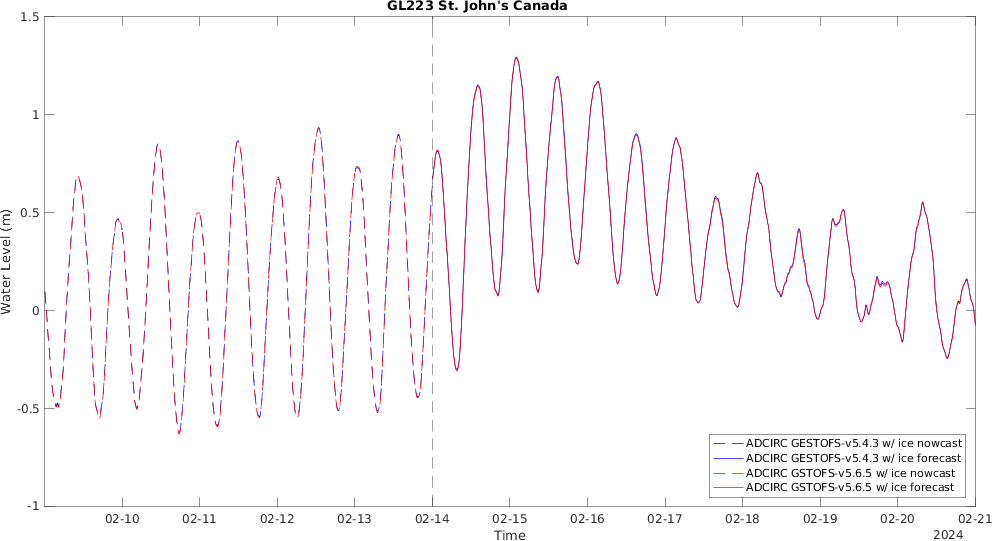 GL223 St. John's Canada
1.5
1
0.5
0
-0.5
-1
Water Level (m)
ADCIRC GESTOFS-v5.4.3 w/ ice nowcast
ADCIRC GESTOFS-v5.4.3 w/ ice forecast
ADCIRC GSTOFS-v5.6.5 w/ ice nowcast
ADCIRC GSTOFS-v5.6.5 w/ ice forecast
02-10 02-11 02-12 02-13 02-14 02-15 02-16 02-17 02-18 02-19 02-20 02-21
Time
2024